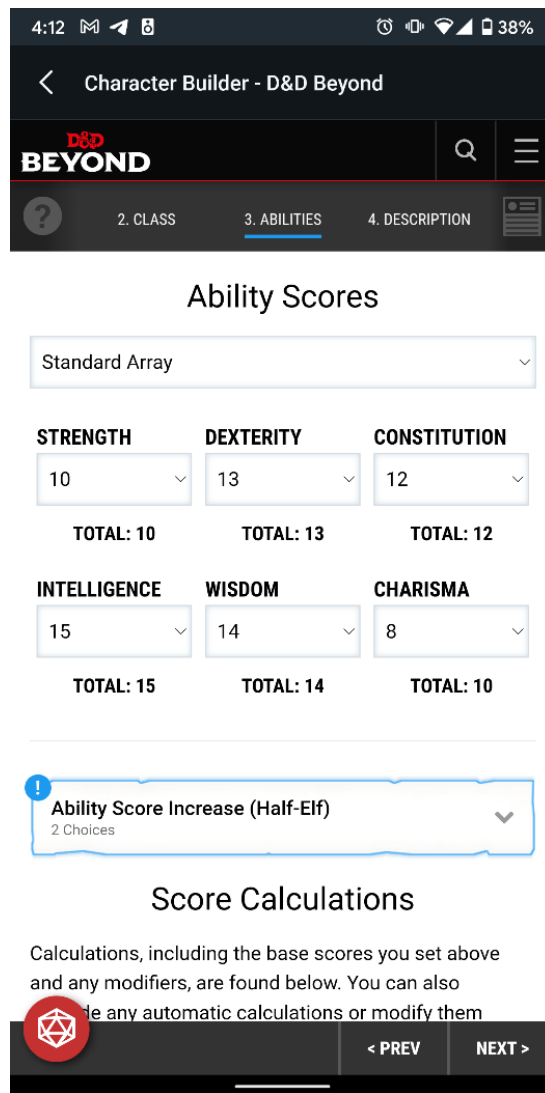 4:12 38%
Character Builder - D&D Beyond
D&D
BEYOND
? 2. CLASS 3. ABILITIES 4. DESCRIPTION
Ability Scores
Standard Array
STRENGTH DEXTERITY CONSTITUTION
10 13 12
TOTAL: 10 TOTAL: 13 TOTAL: 12
INTELLIGENCE WISDOM CHARISMA
15 14 8
TOTAL: 15 TOTAL: 14 TOTAL: 10
!
Ability Score Increase (Half-Elf)
2 Choices
Score Calculations
Calculations, including the base scores you set above
and any modifiers, are found below. You can also
any automatic calculations or modify them
< PREV NEXT >